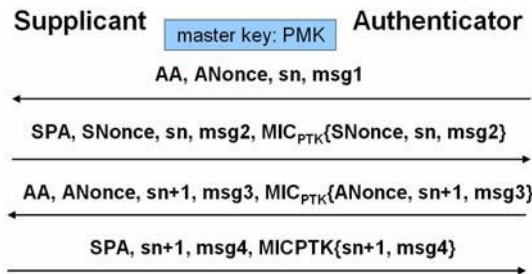 Supplicant
master key: PMK
Authenticator
AA, ANonce, sn, msg1
SPA, SNonce, sn, msg2, MICPTK{SNonce, sn, msg2}
AA, ANonce, sn+1, msg3, MICPTK{ANonce, sn+1, msg3}
SPA, sn+1, msg4, MICPTK{sn+1, msg4}